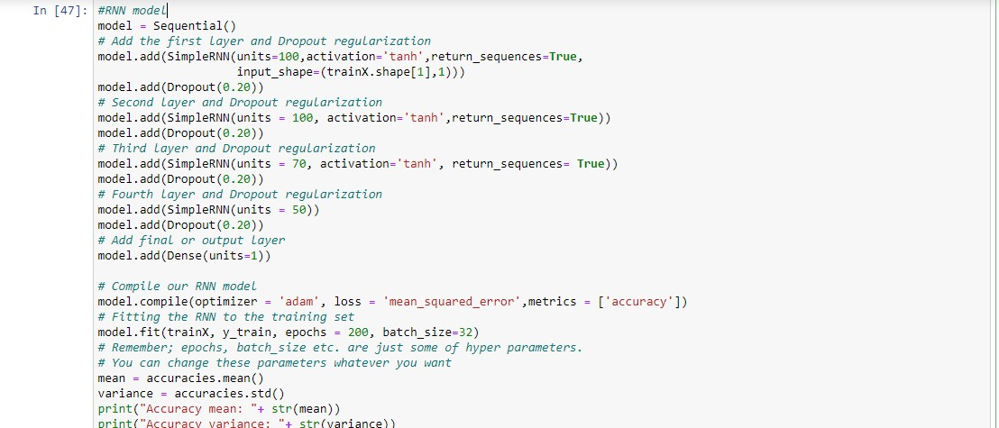 In [47]: #RNN model
model = Sequential()
# Add the first layer and Dropout regularization
model.add(SimpleRNN(units=100,activation='tanh',return_sequences=True,
input_shape=(trainX.shape[1],1)))
model.add(Dropout(0.20))
# Second layer and Dropout regularization
model.add(SimpleRNN(units = 100, activation='tanh',return_sequences=True))
model.add(Dropout(0.20))
# Third layer and Dropout regularization
model.add(SimpleRNN(units = 70, activation='tanh', return_sequences= True))
model.add(Dropout(0.20))
# Fourth layer and Dropout regularization
model.add(SimpleRNN(units = 50))
model.add(Dropout(0.20))
# Add final or output layer
model.add(Dense(units=1))
# Compile our RNN model
model.compile(optimizer = 'adam', loss = 'mean_squared_error',metrics = ['accuracy'])
# Fitting the RNN to the training set
model.fit(trainX, y_train, epochs = 200, batch_size=32)
# Remember; epochs, batch_size etc. are just some of hyper parameters.
# You can change these parameters whatever you want
mean = accuracies.mean()
variance = accuracies.std()
print("Accuracy mean: "+ str(mean))
print("Accuracy variance: "+ str(variance))